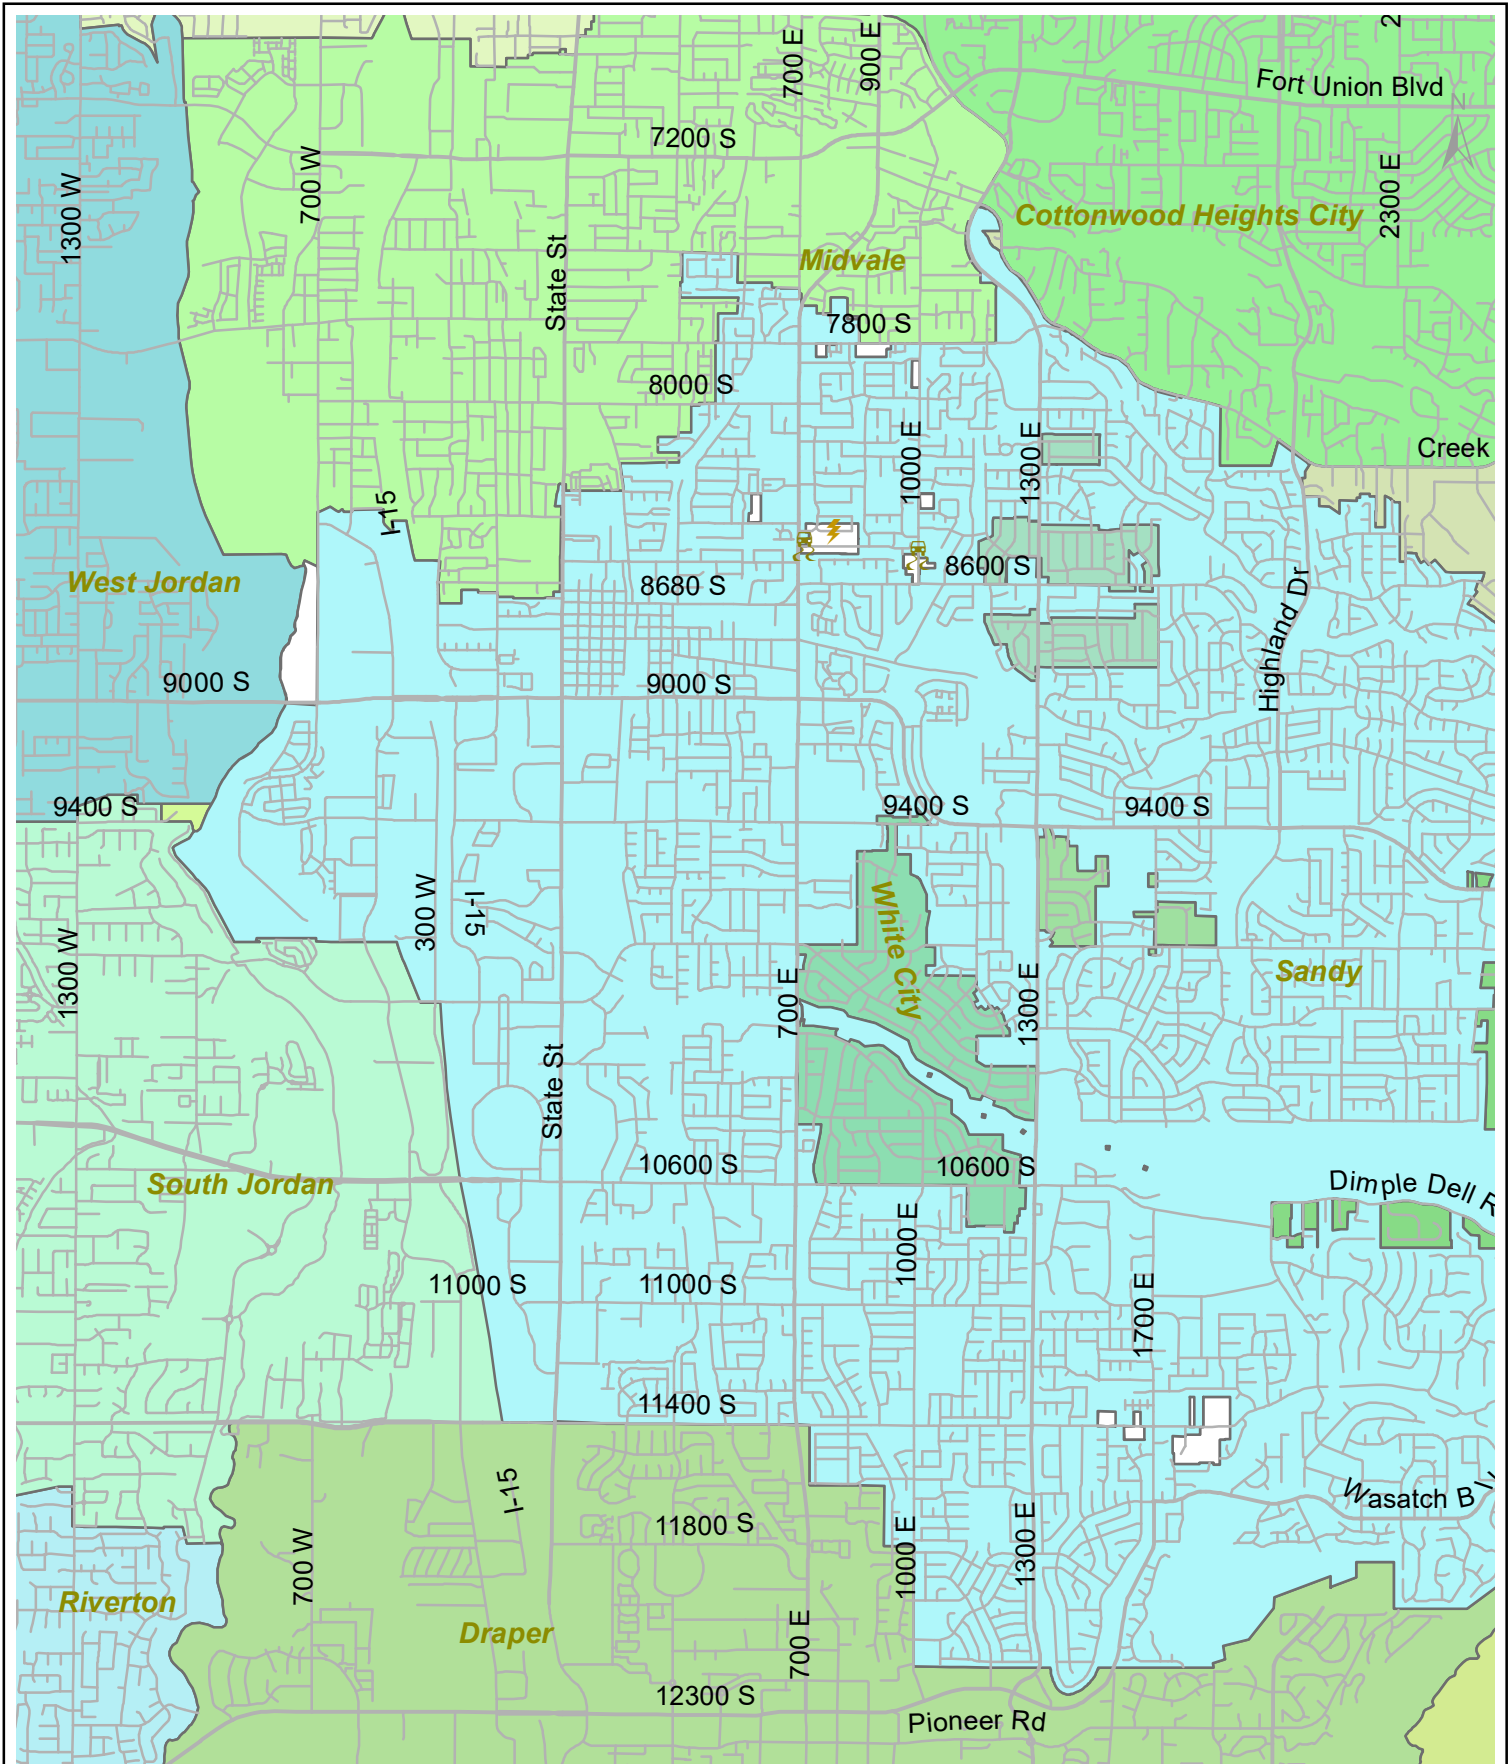 2
700 E
900 E
Fort Union Blvd
N
7200 S
1300 W
700 W
2300 E
Cottonwood Heights City
State St
Midvale
7800 S
8000 S
Creek
1000 E
1300 E
I-15
8600 S
West Jordan
8680 S
Highland Dr
9000 S
9000 S
9400 S
9400 S
9400 S
300 W
I-15
White City
1300 W
Sandy
700 E
1300 E
State St
10600 S
10600 S
South Jordan
Dimple Dell R
1000 E
11000 S
11000 S
1700 E
11400 S
I-15
Wasatch Blv
11800 S
700 W
1000 E
1300 E
Riverton
Draper
700 E
12300 S
Pioneer Rd